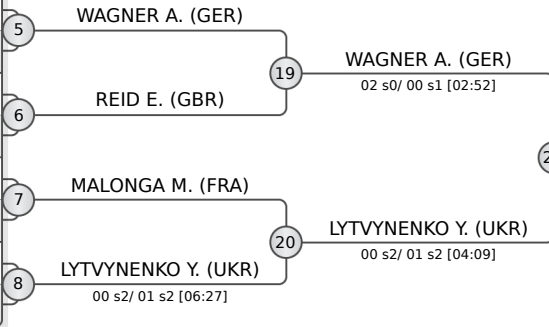 WAGNER A. (GER)
5
19
WAGNER A. (GER)
02 s0/ 00 s1 [02:52]
REID E. (GBR)
6
MALONGA M. (FRA)
7
20
LYTVYNENKO Y. (UKR)
00 s2/ 01 s2 [04:09]
LYTVYNENKO Y. (UKR)
8
00 s2/ 01 s2 [06:27]